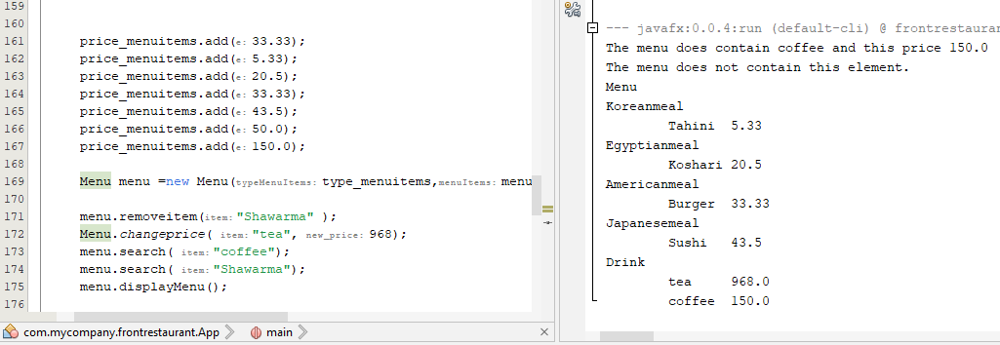 159
160
161 price_menuitems.add(e: 33.33);
162 price_menuitems.add(e: 5.33);
163 price_menuitems.add(e: 20.5);
164 price_menuitems.add(e: 33.33);
165 price_menuitems.add(e: 43.5);
166 price_menuitems.add(e: 50.0);
167 price_menuitems.add(e: 150.0);
168
169 Menu menu =new Menu(typeMenuItems: type_menuitems,menuItems: menu
170
171 menu.removeitem(item: "Shawarma" );
172 Menu.changeprice( item: "tea", new_price: 968);
173 menu.search( item: "coffee");
174 menu.search( item: "Shawarma");
175 menu.displayMenu();
176
com.mycompany.frontrestaurant.App
main
--- javafx:0.0.4:run (default-cli) @ frontrestauran
The menu does contain coffee and this price 150.0
The menu does not contain this element.
Menu
Koreanmeal
Tahini 5.33
Egyptianmeal
Koshari 20.5
Americanmeal
Burger 33.33
Japanesemeal
Sushi 43.5
Drink
tea 968.0
coffee 150.0